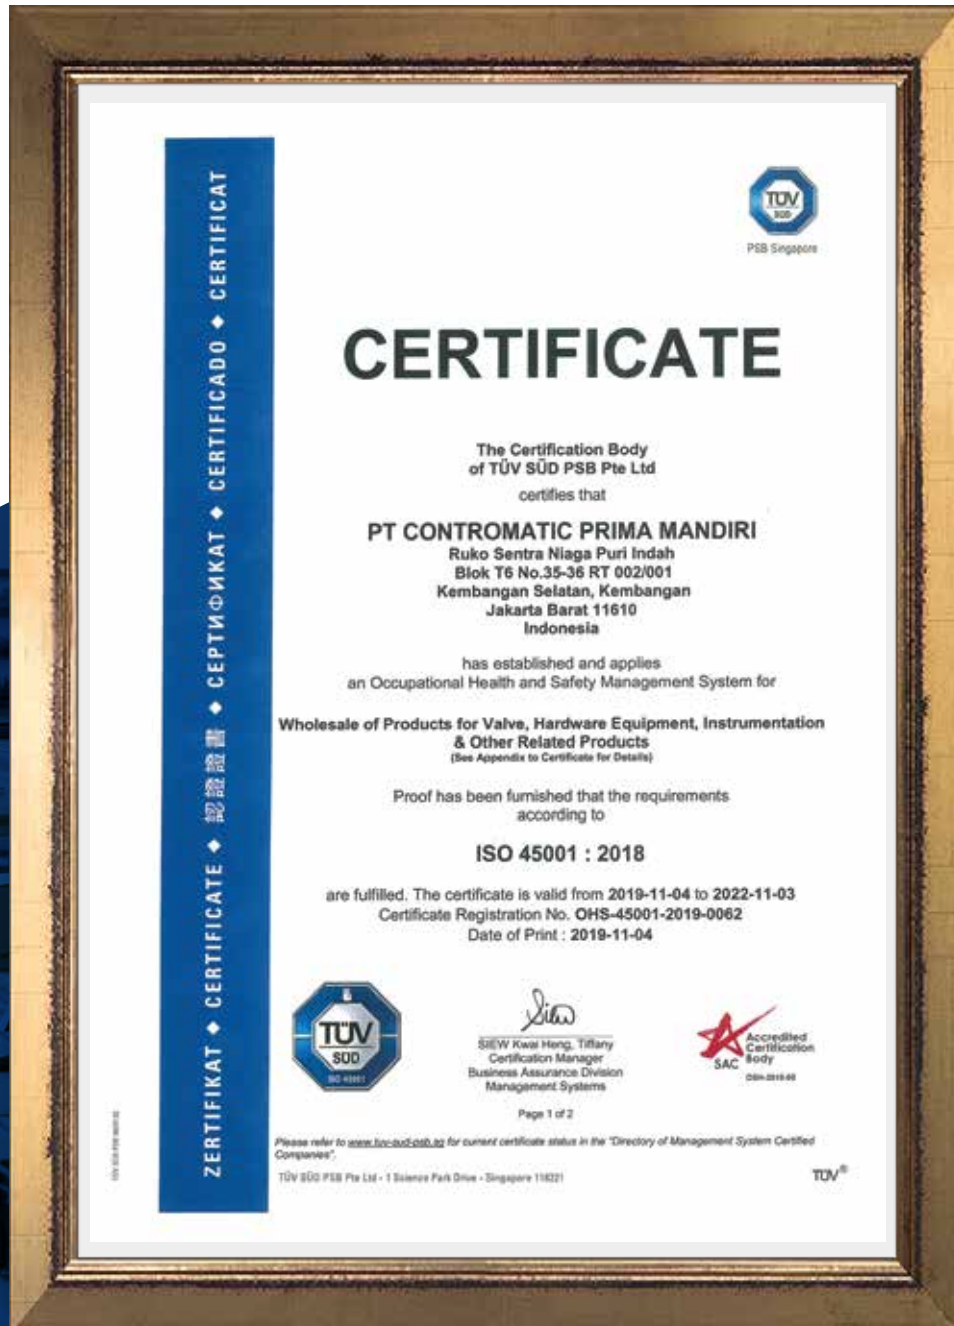 TÜV
SÜD
PSB Singapore
ZERTIFIKAT ◆ CERTIFICATE ◆ 認證證書 ◆ СЕРТИФИКАТ ◆ CERTIFICADO ◆ CERTIFICAT
CERTIFICATE
The Certification Body
of TÜV SÜD PSB Pte Ltd
certifies that
PT CONTROMATIC PRIMA MANDIRI
Ruko Sentra Niaga Puri Indah
Blok T6 No.35-36 RT 002/001
Kembangan Selatan, Kembangan
Jakarta Barat 11610
Indonesia
has established and applies
an Occupational Health and Safety Management System for
Wholesale of Products for Valve, Hardware Equipment, Instrumentation
& Other Related Products
(See Appendix to Certificate for Details)
Proof has been furnished that the requirements
according to
ISO 45001 : 2018
are fulfilled. The certificate is valid from 2019-11-04 to 2022-11-03
Certificate Registration No. OHS-45001-2019-0062
Date of Print : 2019-11-04
TÜV
SÜD
ISO 45001
SIEW Kwai Heng, Tiffany
Certification Manager
Business Assurance Division
Management Systems
SAC
Accredited
Certification
Body
Page 1 of 2
Please refer to www.tuv-sud-psb.sg for current certificate status in the "Directory of Management System Certified
Companies".
TÜV SÜD PSB Pte Ltd - 1 Science Park Drive - Singapore 118221
TÜV®